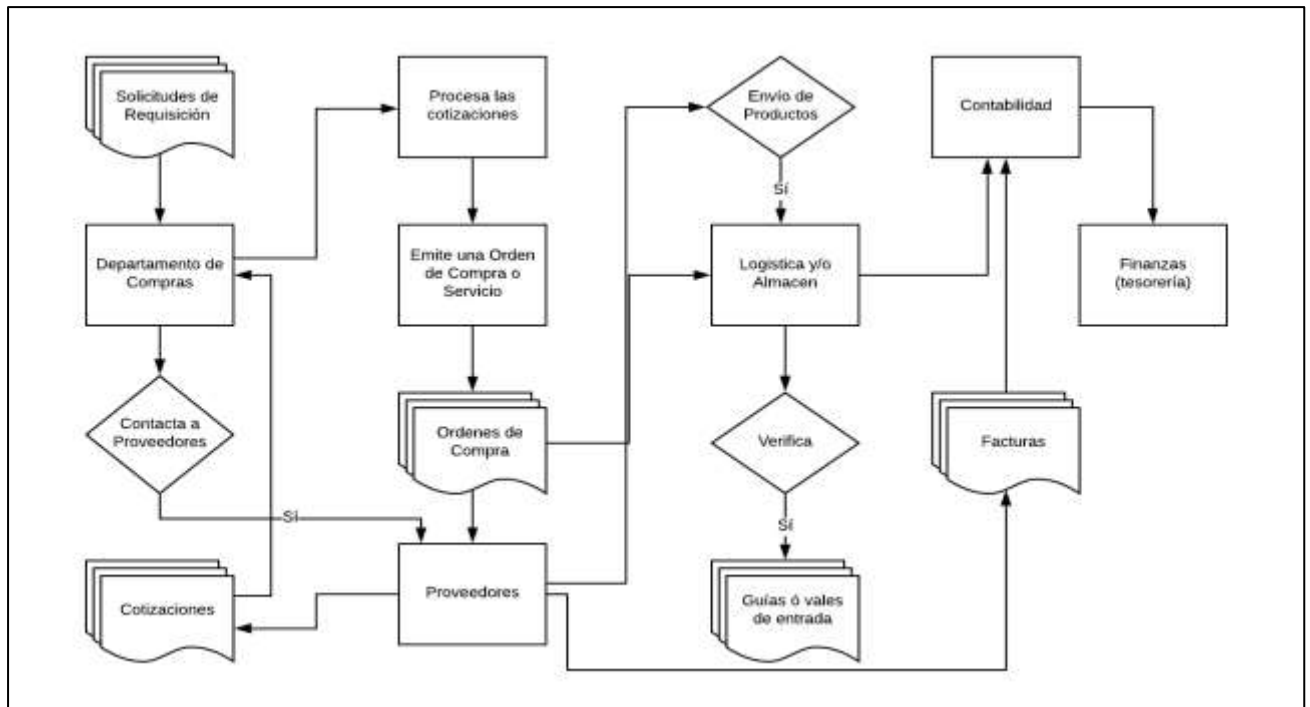 Solicitudes de
Requisición
Procesa las
cotizaciones
Envío de
Productos
Contabilidad
Sí
Departamento de
Compras
Emite una Orden
de Compra o
Servicio
Logistica y/o
Almacen
Finanzas
(tesorería)
Contacta a
Proveedores
Ordenes de
Compra
Verifica
Facturas
Sí
Sí
Cotizaciones
Proveedores
Guías ó vales
de entrada